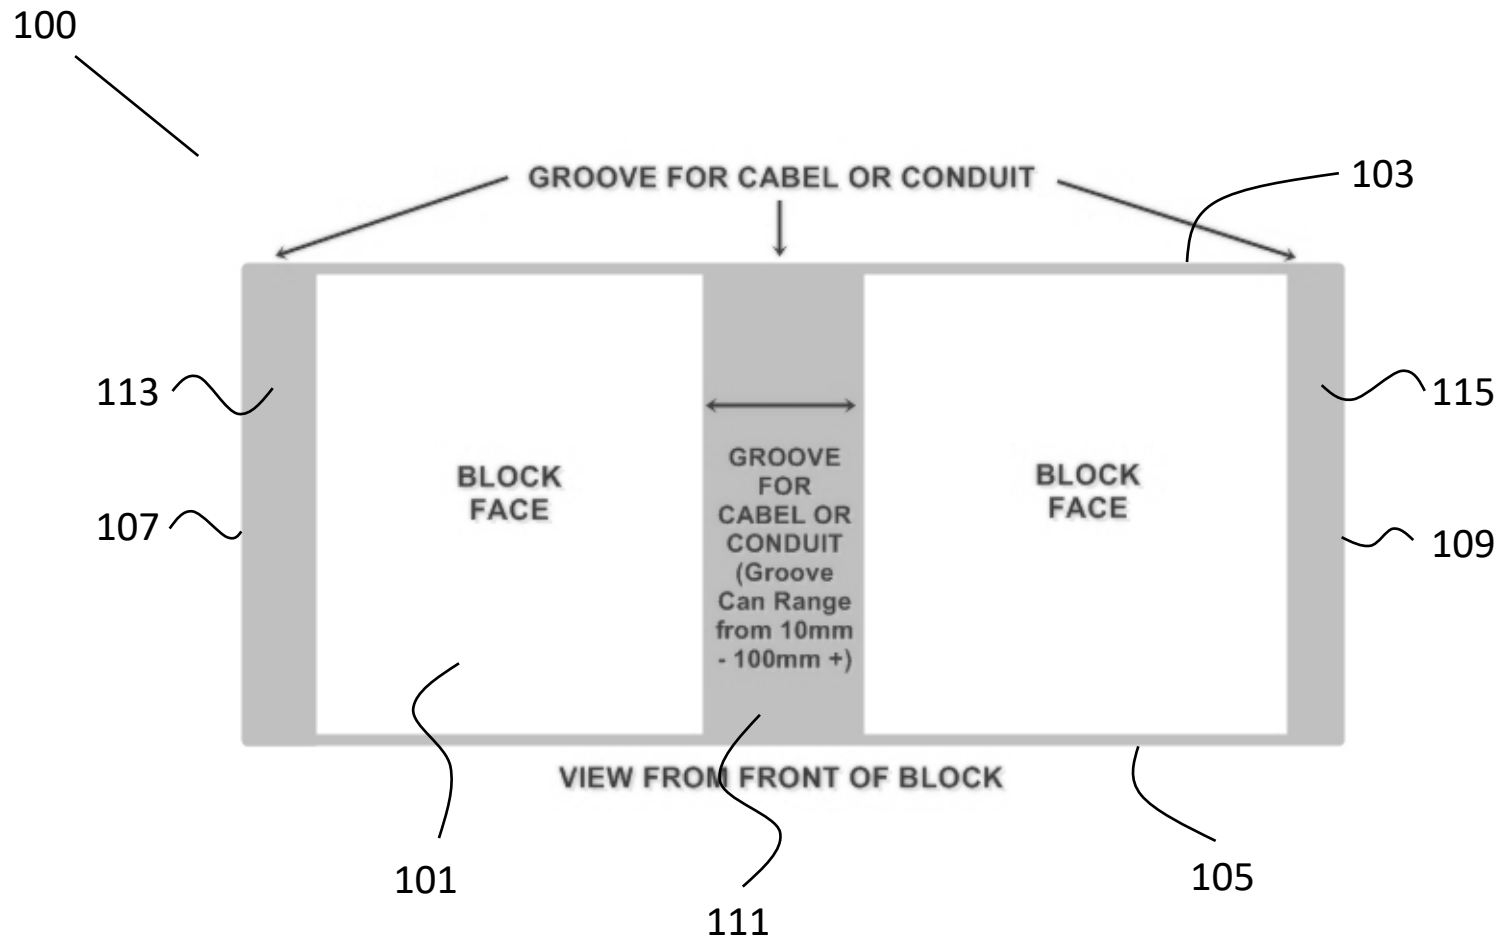 100
GROOVE FOR CABEL OR CONDUIT
103
113
115
BLOCK
FACE
GROOVE
FOR
CABEL OR
CONDUIT
(Groove
Can Range
from 10mm
- 100mm +)
BLOCK
FACE
107
109
VIEW FROM FRONT OF BLOCK
101
105
111